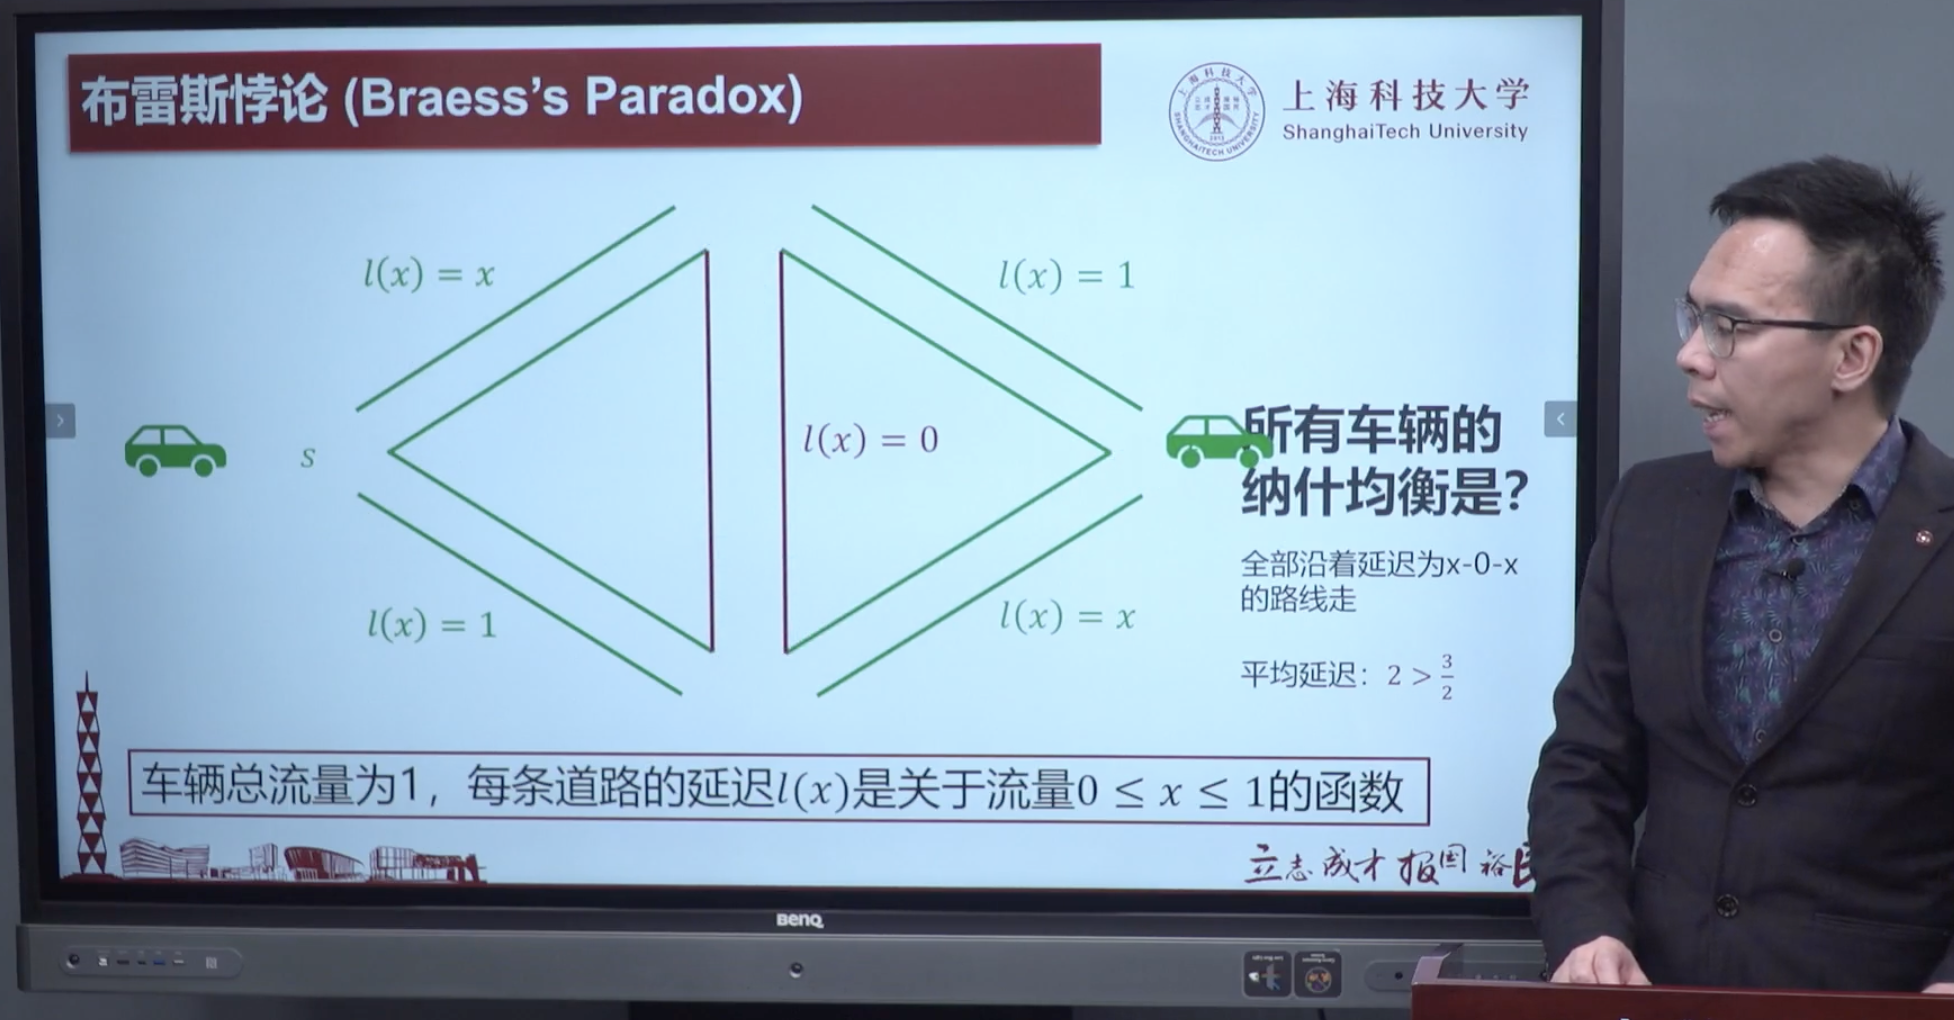 布雷斯悖论 (Braess's Paradox)
上海科技大学
ShanghaiTech University
l(x) = x
l(x) = 1
s
l(x) = 0
所有车辆的
纳什均衡是?
全部沿着延迟为x-0-x
的路线走
l(x) = 1
l(x) = x
平均延迟：2 > 3/2
车辆总流量为1，每条道路的延迟l(x)是关于流量0 ≤ x ≤ 1的函数
立志成才报国裕民
BenQ